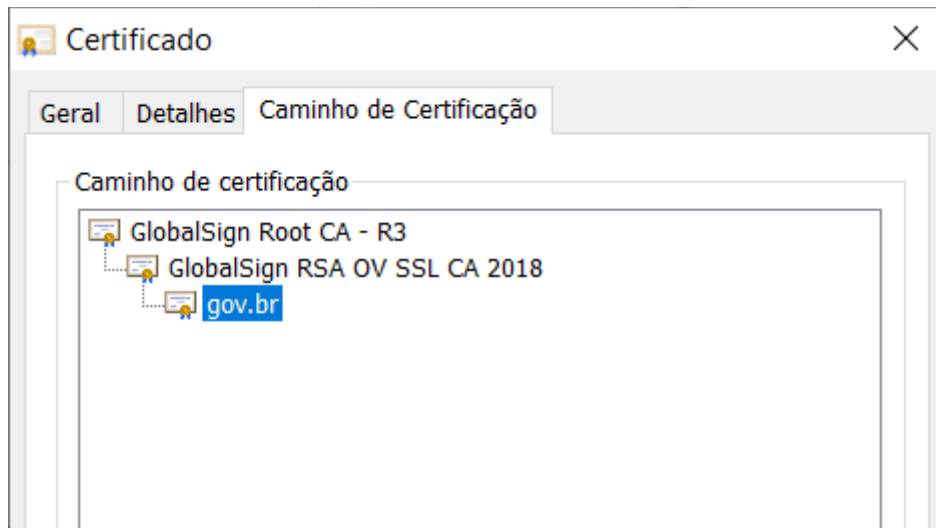 Certificado
Geral Detalhes Caminho de Certificação
Caminho de certificação
GlobalSign Root CA - R3
GlobalSign RSA OV SSL CA 2018
gov.br